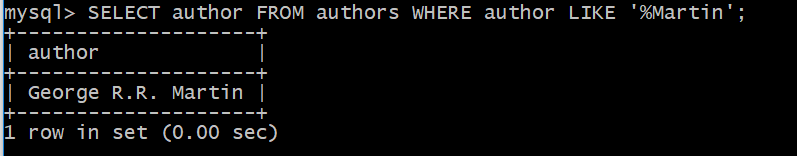 mysql> SELECT author FROM authors WHERE author LIKE '%Martin';
+--------------------+
| author             |
+--------------------+
| George R.R. Martin |
+--------------------+
1 row in set (0.00 sec)